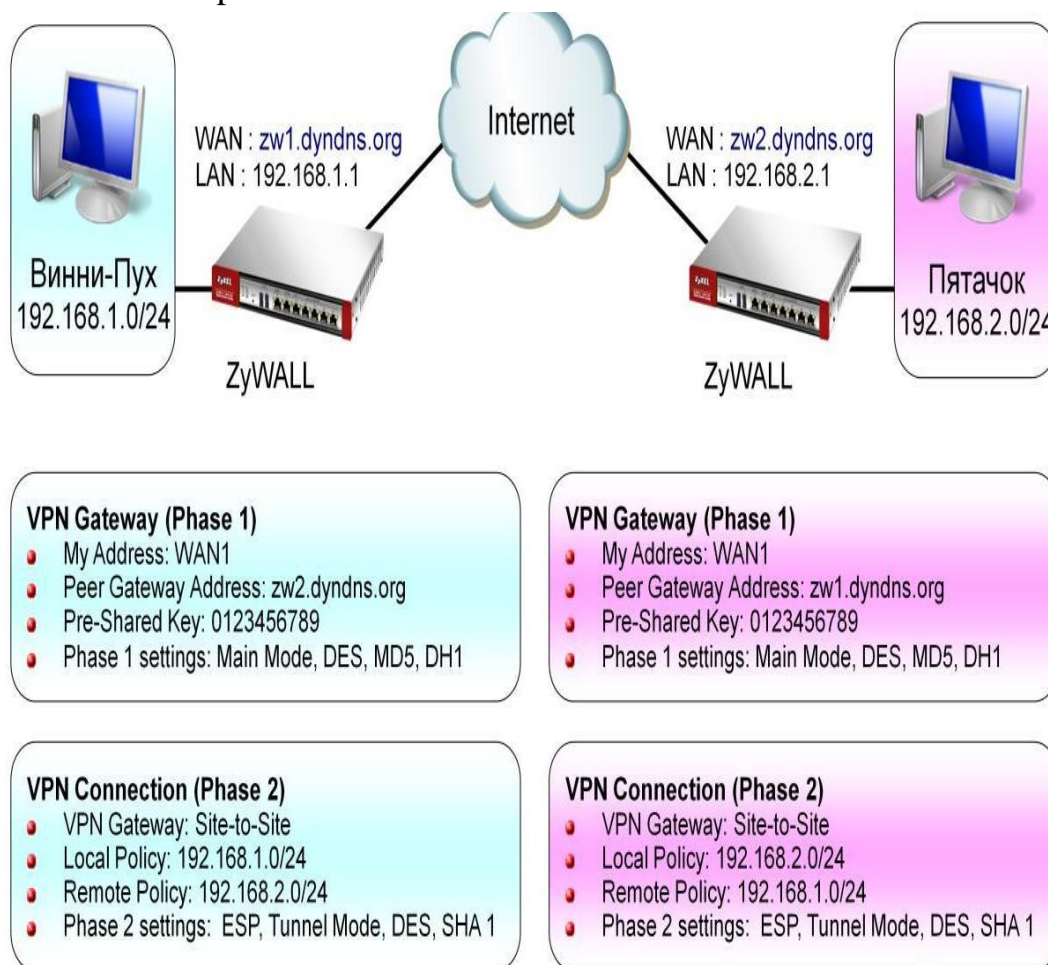 Internet
WAN : zw1.dyndns.org
LAN : 192.168.1.1
WAN : zw2.dyndns.org
LAN : 192.168.2.1
Винни-Пух
192.168.1.0/24
Пятачок
192.168.2.0/24
ZyXEL
ZyWALL
ZyXEL
ZyWALL
VPN Gateway (Phase 1)
My Address: WAN1
Peer Gateway Address: zw2.dyndns.org
Pre-Shared Key: 0123456789
Phase 1 settings: Main Mode, DES, MD5, DH1
VPN Gateway (Phase 1)
My Address: WAN1
Peer Gateway Address: zw1.dyndns.org
Pre-Shared Key: 0123456789
Phase 1 settings: Main Mode, DES, MD5, DH1
VPN Connection (Phase 2)
VPN Gateway: Site-to-Site
Local Policy: 192.168.1.0/24
Remote Policy: 192.168.2.0/24
Phase 2 settings: ESP, Tunnel Mode, DES, SHA 1
VPN Connection (Phase 2)
VPN Gateway: Site-to-Site
Local Policy: 192.168.2.0/24
Remote Policy: 192.168.1.0/24
Phase 2 settings: ESP, Tunnel Mode, DES, SHA 1